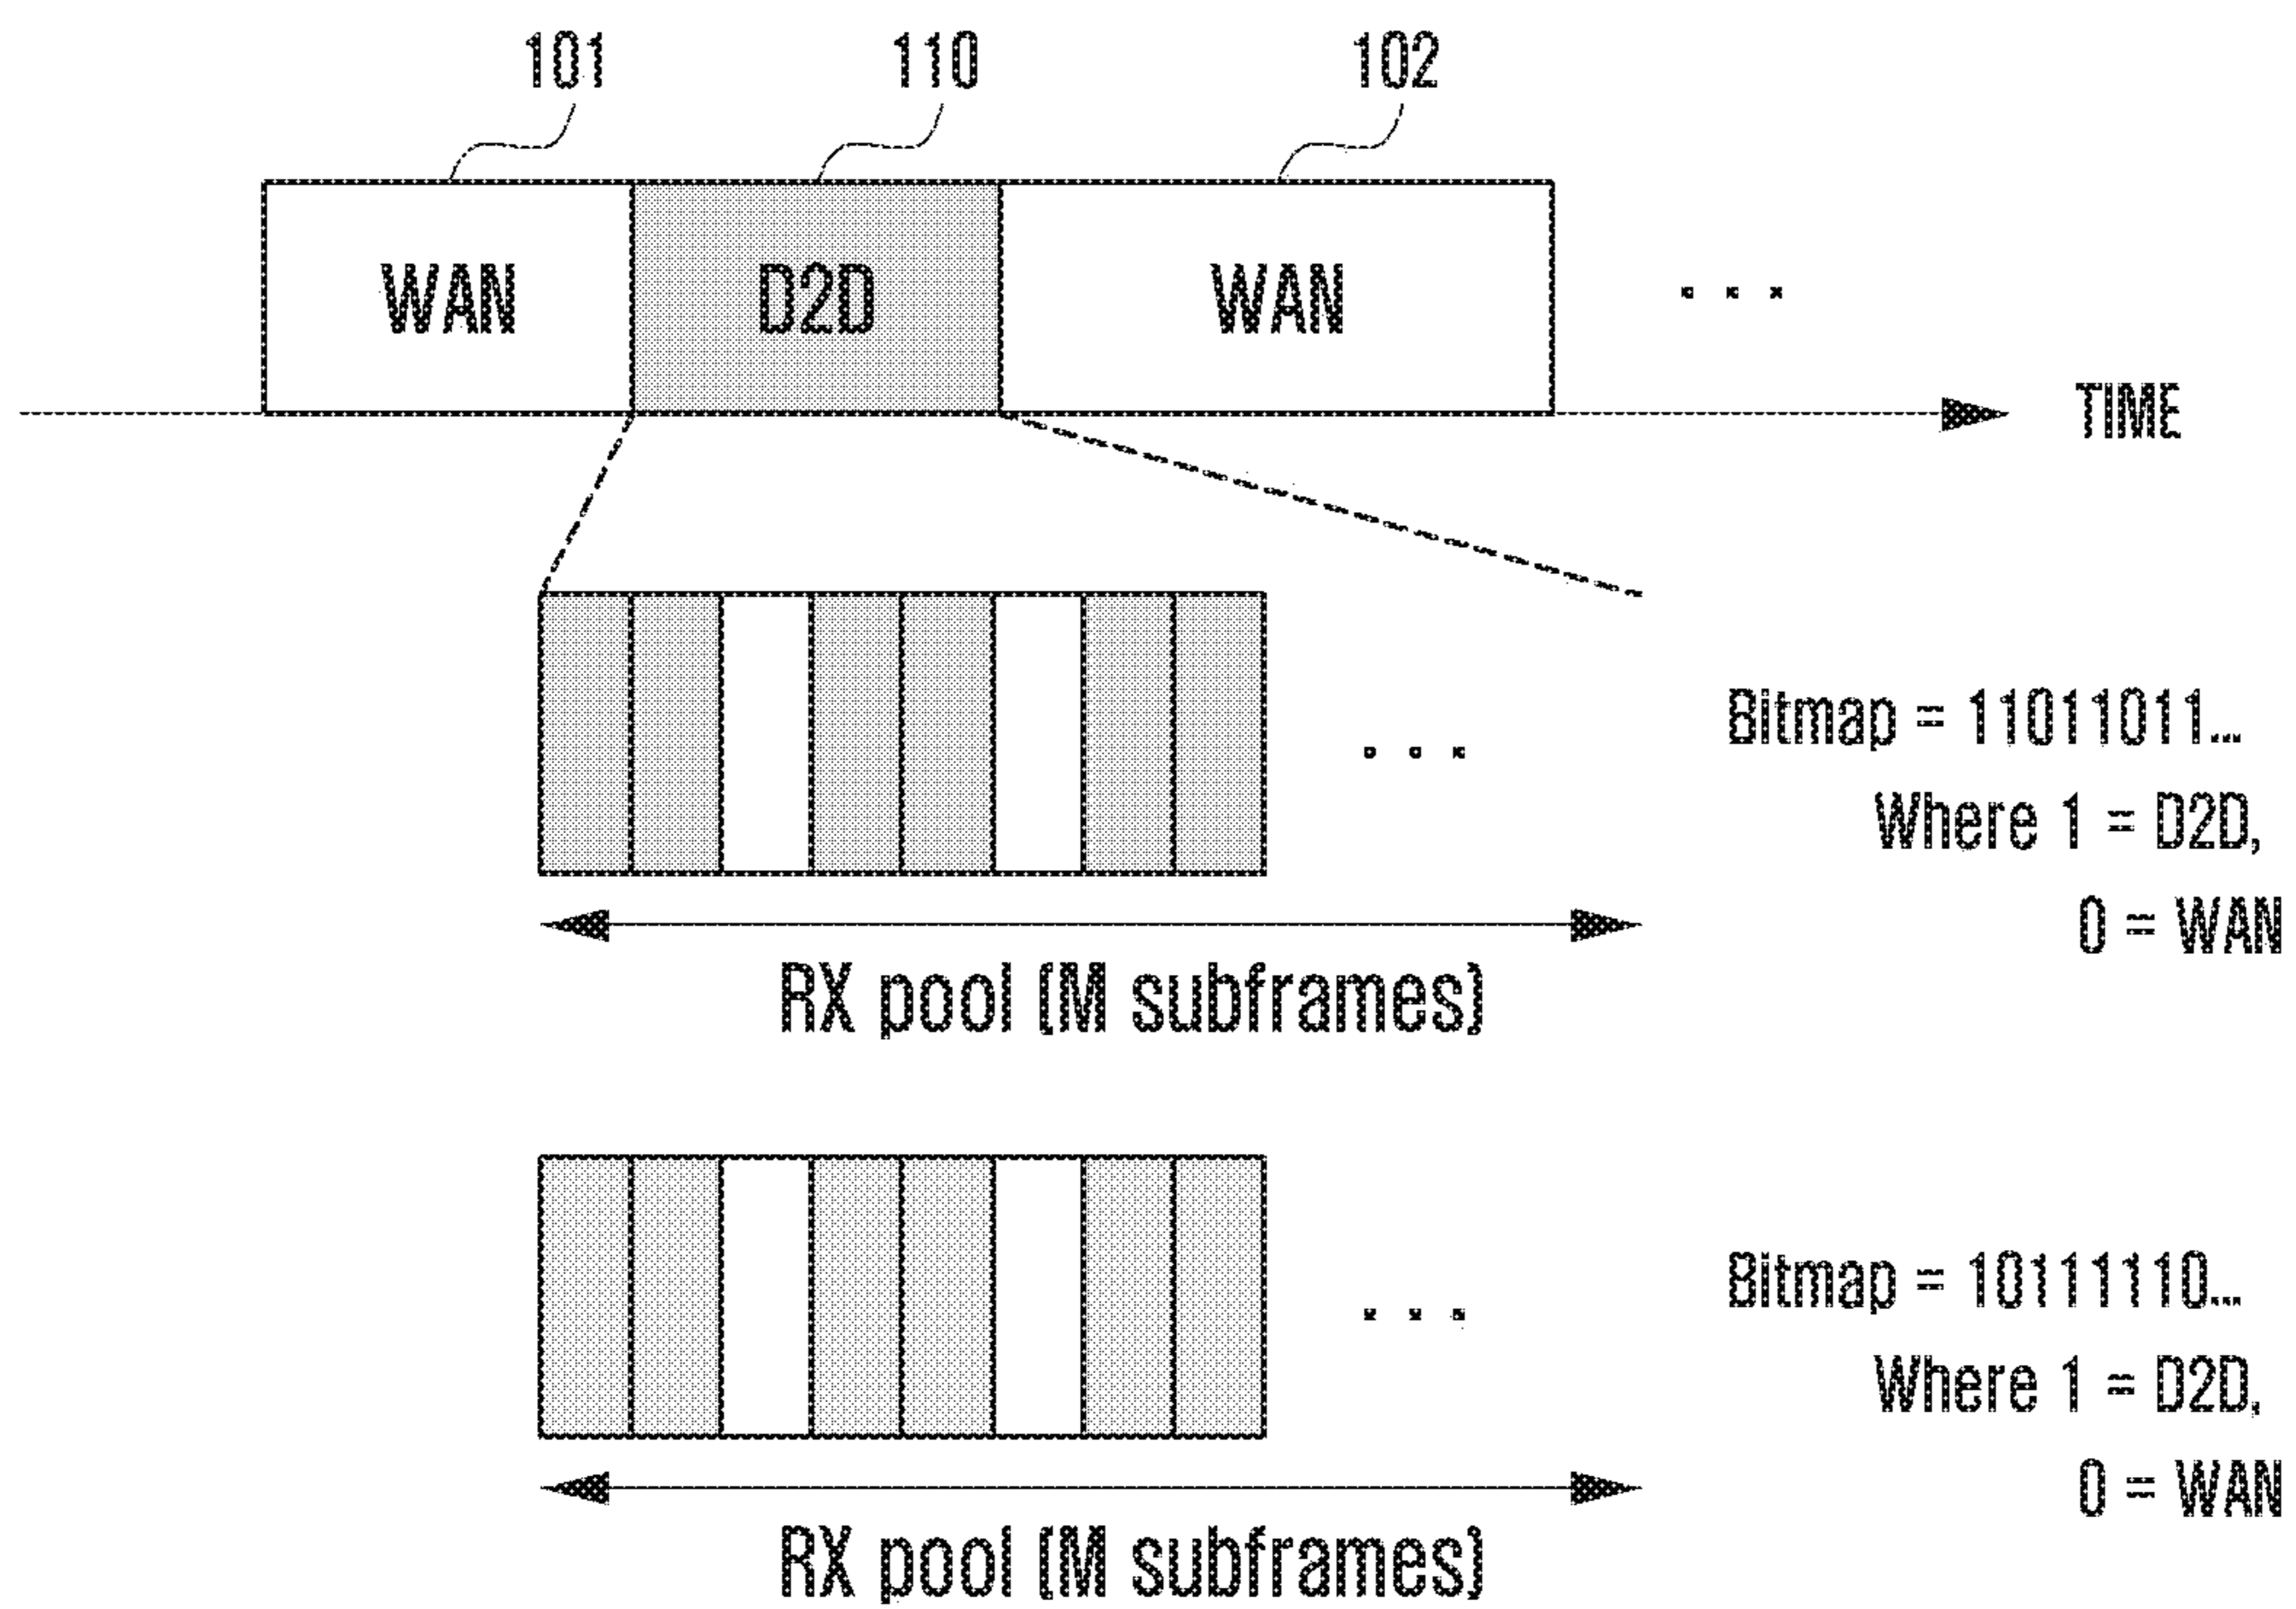 101 110 102
WAN D2D WAN ...
TIME
...
Bitmap = 11011011...
Where 1 = D2D,
0 = WAN
RX pool (M subframes)
...
Bitmap = 10111110...
Where 1 = D2D,
0 = WAN
RX pool (M subframes)